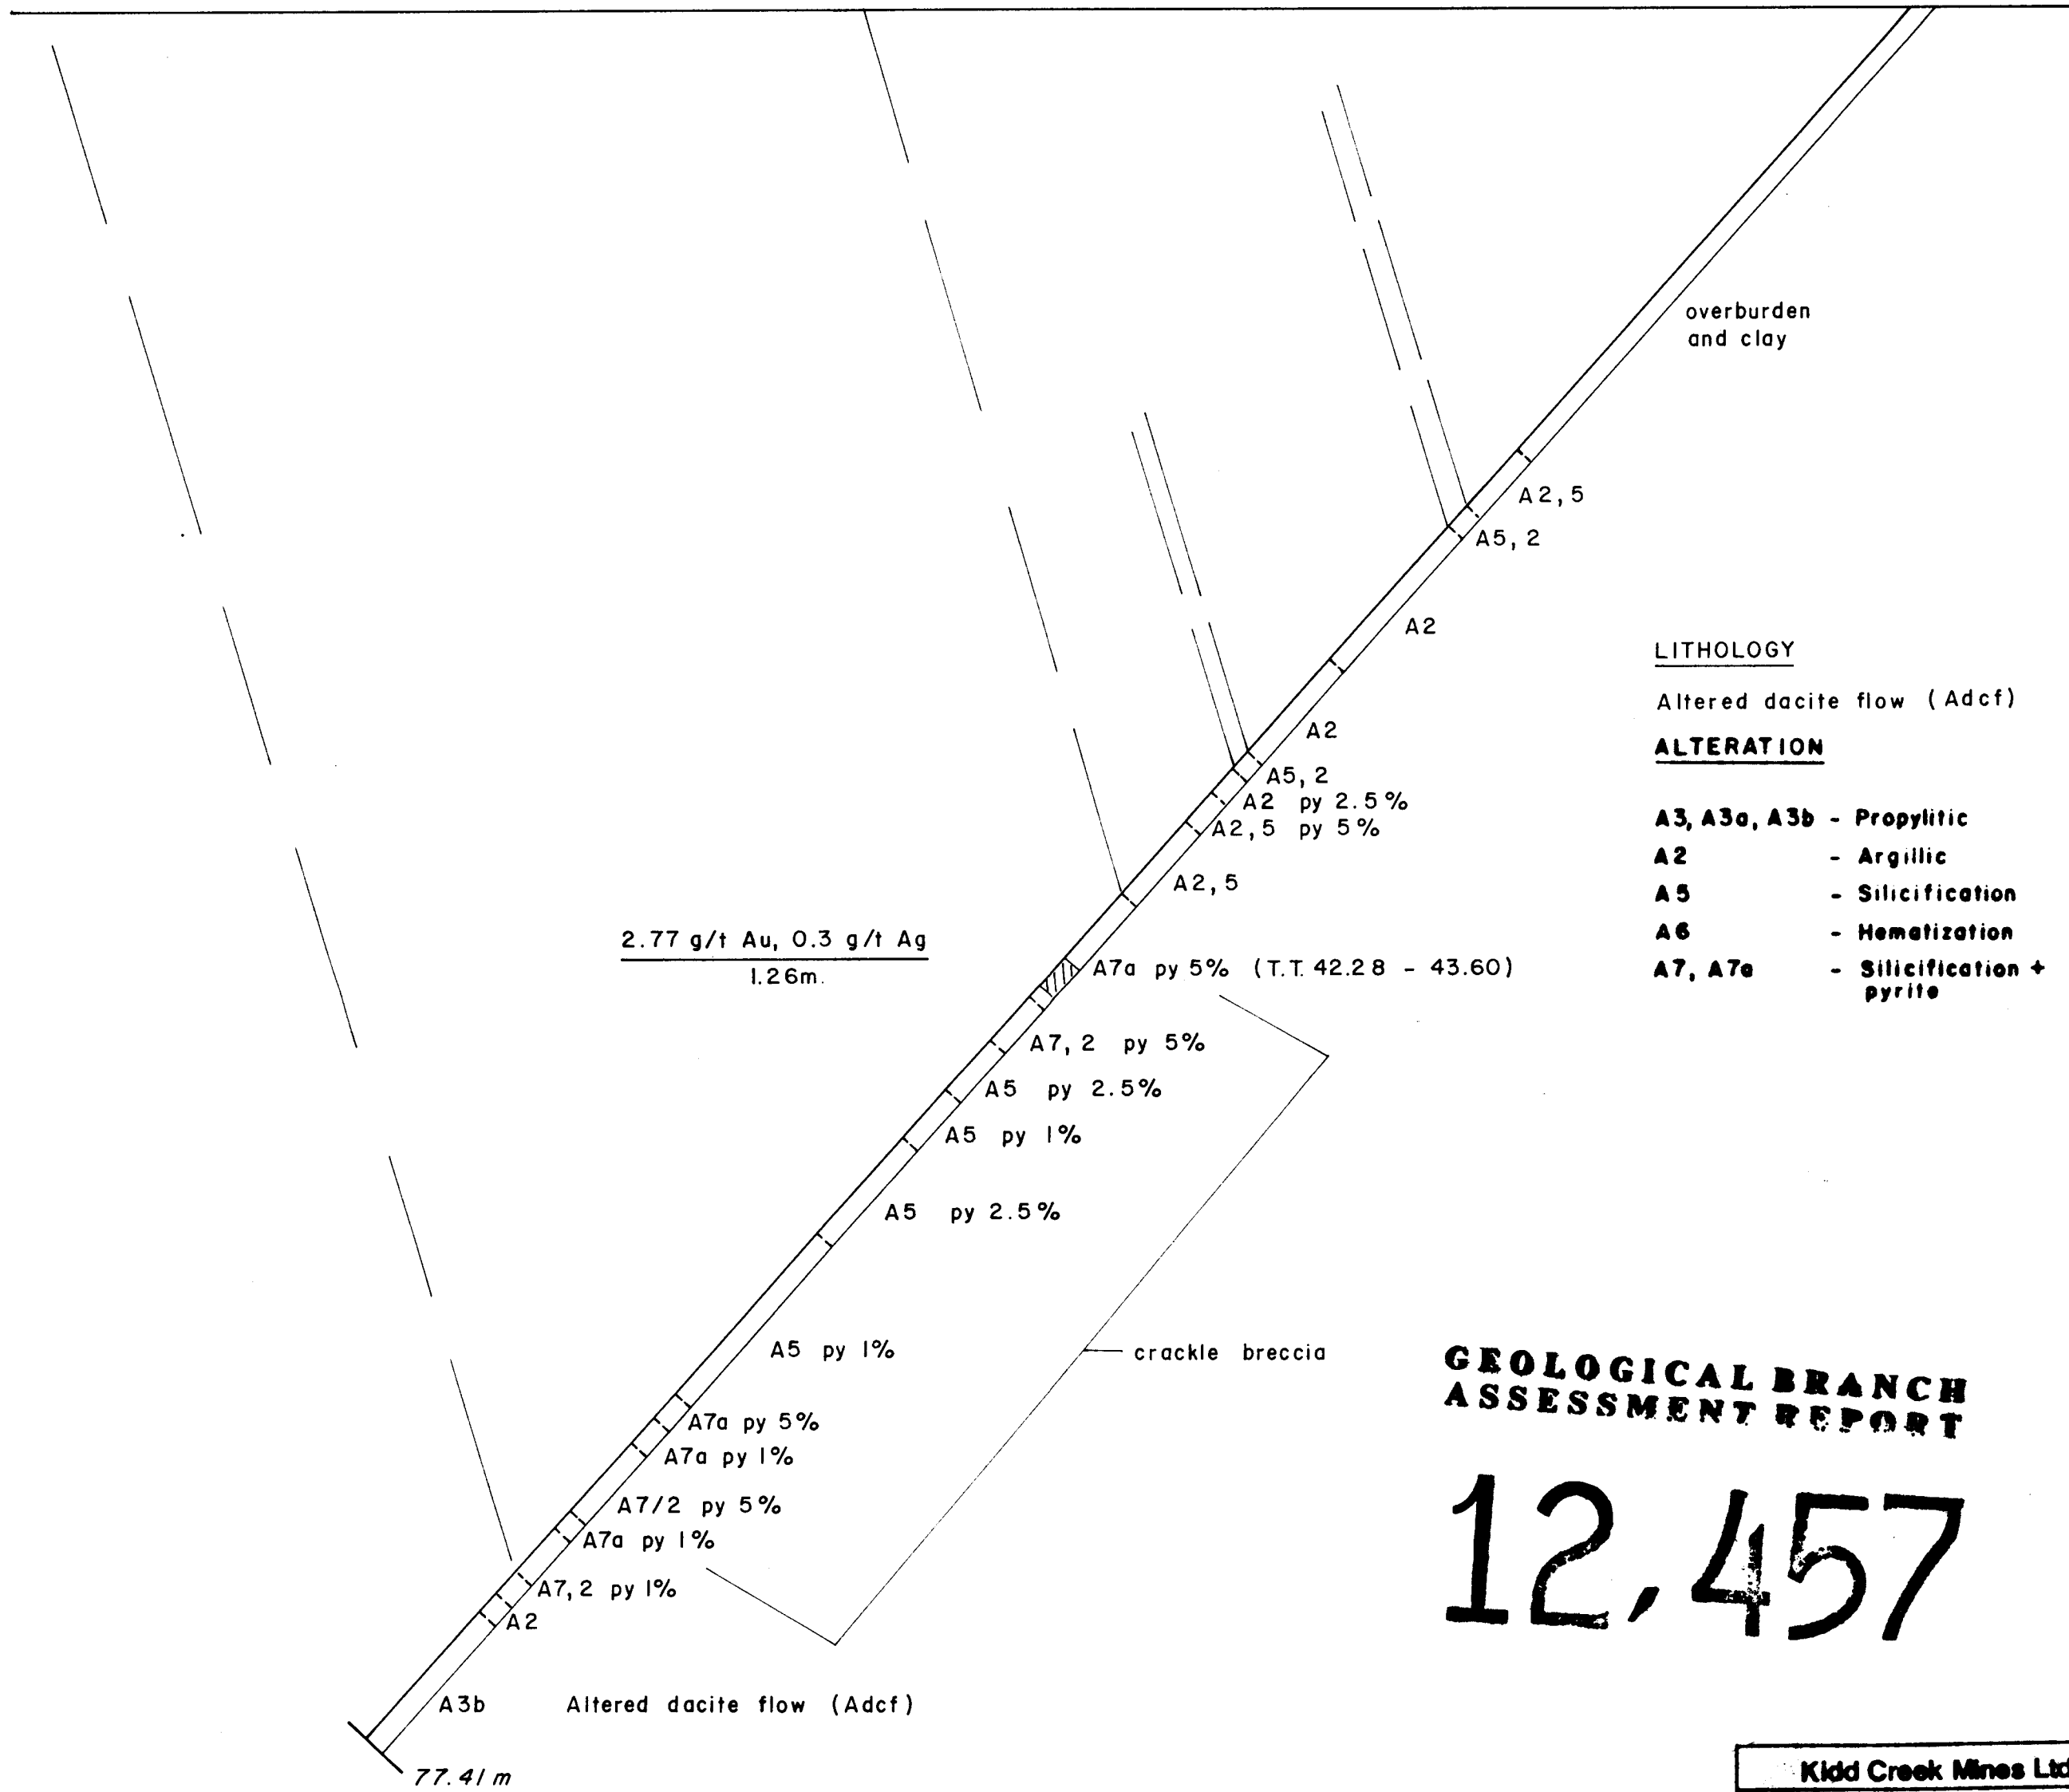 overburden
and clay
A2,5
A5,2
A2
A2
A5,2
A2 py 2.5%
A2,5 py 5%
A2,5
2.77 g/t Au, 0.3 g/t Ag
1.26m.
A7a py 5% (T.T. 42.28 - 43.60)
A7,2 py 5%
A5 py 2.5%
A5 py 1%
A5 py 2.5%
A5 py 1%
A7a py 5%
A7a py 1%
A7/2 py 5%
A7a py 1%
A7,2 py 1%
A2
A3b Altered dacite flow (Adcf)
77.41 m
crackle breccia
LITHOLOGY
Altered dacite flow (Adcf)
ALTERATION
A3, A3a, A3b - Propylitic
A2 - Argillic
A5 - Silicification
A6 - Hematization
A7, A7a - Silicification +
pyrite
GEOLOGICAL BRANCH
ASSESSMENT REPORT
12,457
Kidd Creek Mines Ltd